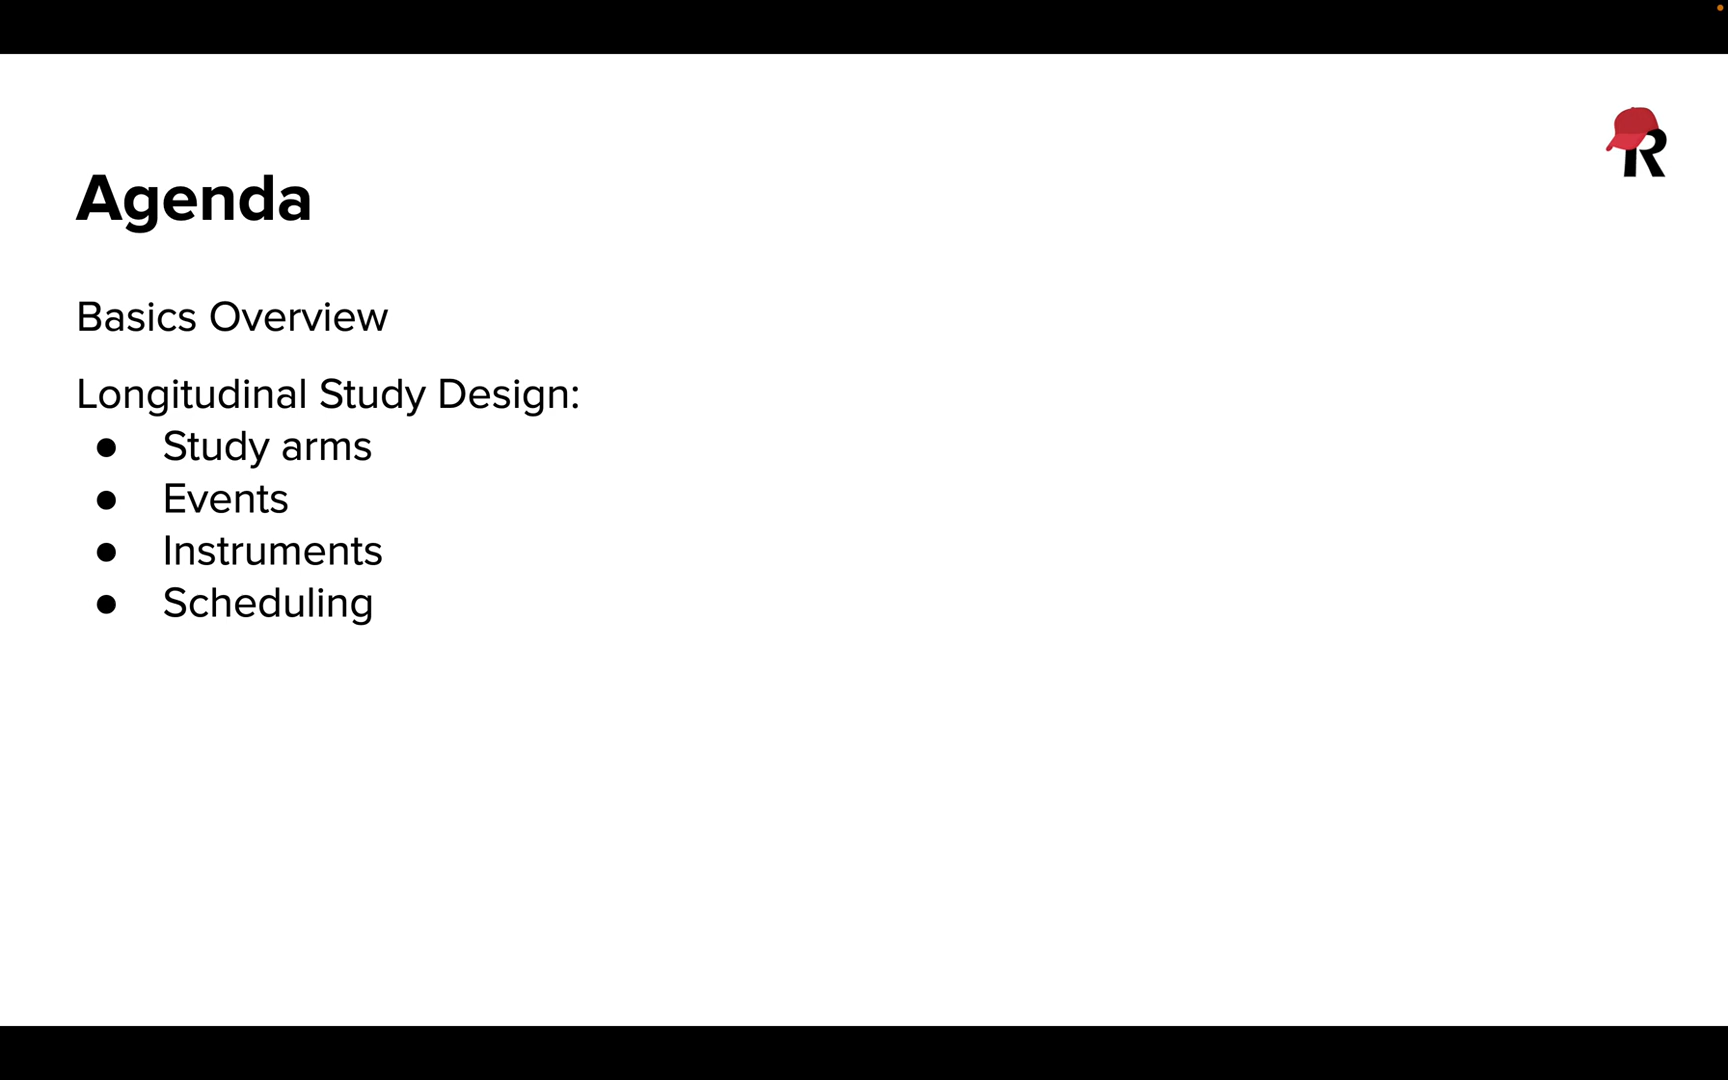 R
Agenda
Basics Overview
Longitudinal Study Design:
● Study arms
● Events
● Instruments
● Scheduling